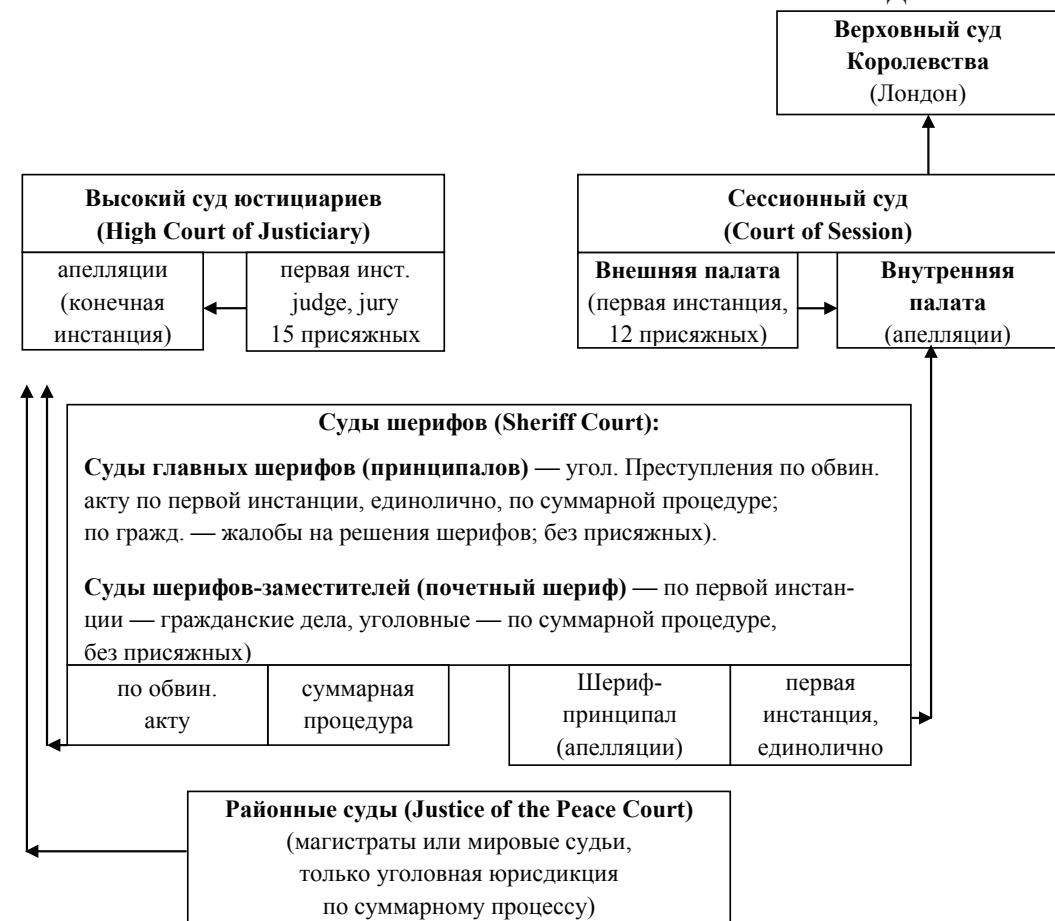 Верховный суд
Королевства
(Лондон)
Высокий суд юстициариев
(High Court of Justiciary)
апелляции
(конечная
инстанция)
первая инст.
judge, jury
15 присяжных
Сессионный суд
(Court of Session)
Внешняя палата
(первая инстанция,
12 присяжных)
Внутренняя
палата
(апелляции)
Суды шерифов (Sheriff Court):
Суды главных шерифов (принципалов) — угол. Преступления по обвин.
акту по первой инстанции, единолично, по суммарной процедуре;
по гражд. — жалобы на решения шерифов; без присяжных).
Суды шерифов-заместителей (почетный шериф) — по первой инстан-
ции — гражданские дела, уголовные — по суммарной процедуре,
без присяжных)
по обвин.
акту
суммарная
процедура
Шериф-
принципал
(апелляции)
первая
инстанция,
единолично
Районные суды (Justice of the Peace Court)
(магистраты или мировые судьи,
только уголовная юрисдикция
по суммарному процессу)